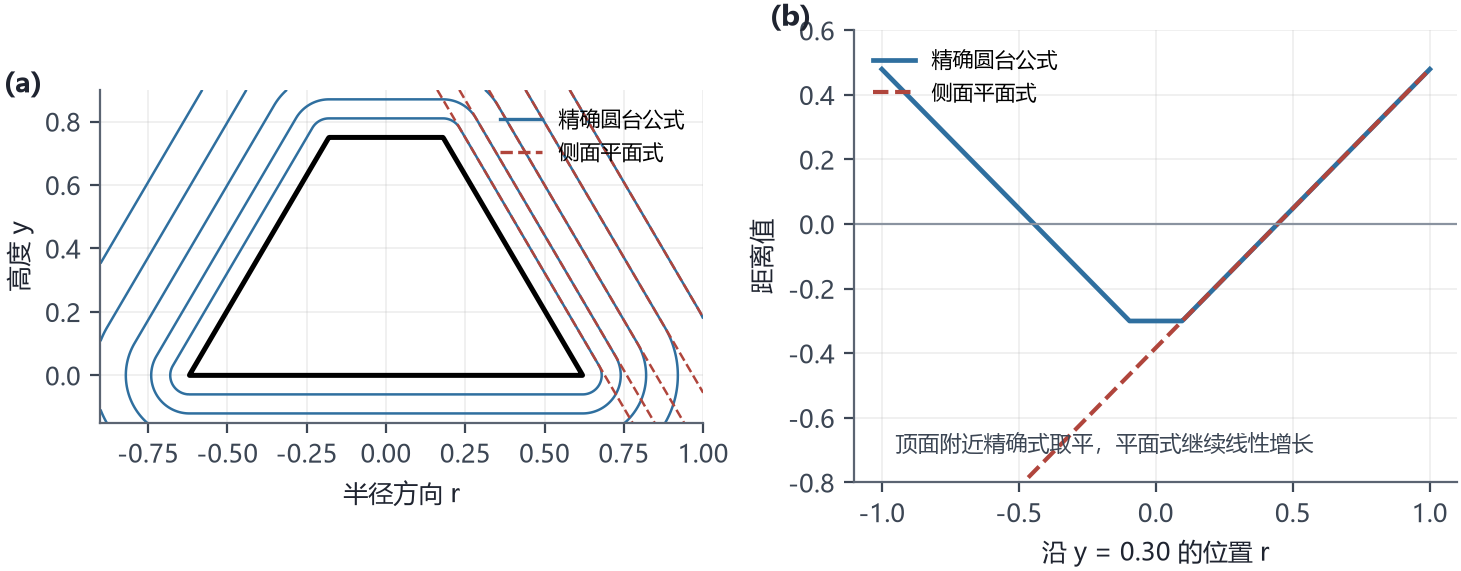 (a)
0.8
0.6
0.4
0.2
0.0
高度 y
-0.75 -0.50 -0.25 0.00 0.25 0.50 0.75 1.00
半径方向 r
精确圆台公式
侧面平面式
(b)
0.6
0.4
0.2
0.0
-0.2
-0.4
-0.6
-0.8
距离值
精确圆台公式
侧面平面式
顶面附近精确式取平，平面式继续线性增长
-1.0 -0.5 0.0 0.5 1.0
沿 y = 0.30 的位置 r